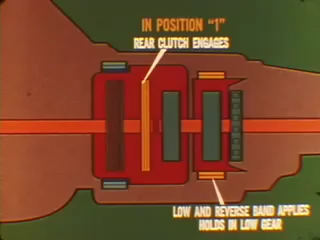 IN POSITION "1"
REAR CLUTCH ENGAGES
LOW AND REVERSE BAND APPLIES
HOLDS IN LOW GEAR